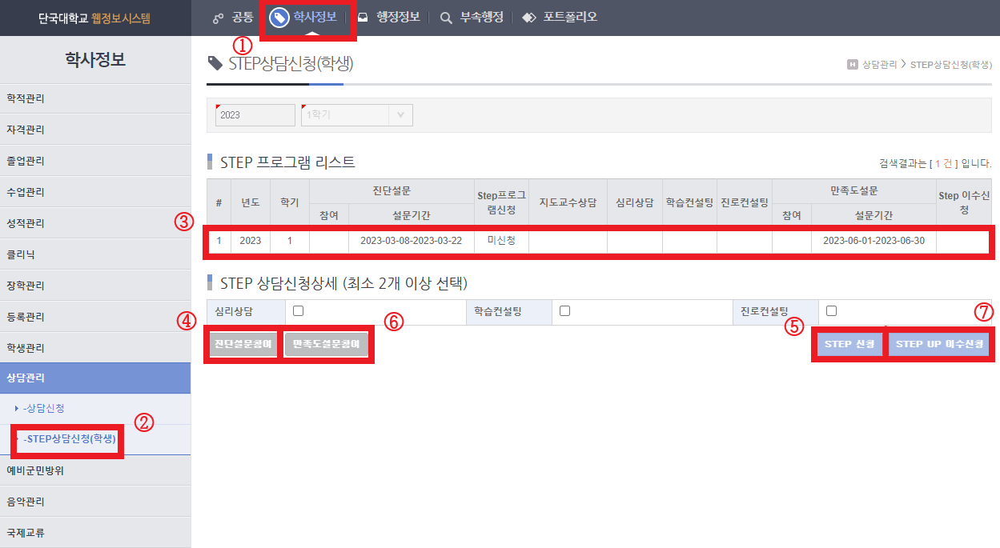 단국대학교 웹정보시스템
공통
학사정보
행정정보
부속행정
포트폴리오
①
학사정보
학적관리
자격관리
졸업관리
수업관리
성적관리
클리닉
장학관리
등록관리
학생관리
상담관리
-상담신청
②
-STEP상담신청(학생)
예비군민방위
음악관리
국제교류
STEP상담신청(학생)
H 상담관리 > STEP상담신청(학생)
2023
1학기
STEP 프로그램 리스트
검색결과는 [ 1 건 ] 입니다.
# 년도 학기 진단설문 Step프로그램신청 지도교수상담 심리상담 학습컨설팅 진로컨설팅 만족도설문 Step 이수신청
참여 설문기간 참여 설문기간
③
1 2023 1 2023-03-08-2023-03-22 미신청 2023-06-01-2023-06-30
STEP 상담신청상세 (최소 2개 이상 선택)
심리상담 학습컨설팅 진로컨설팅
④ ⑥ ⑤ ⑦
진단설문참여 만족도설문참여 STEP 신청 STEP UP 이수신청